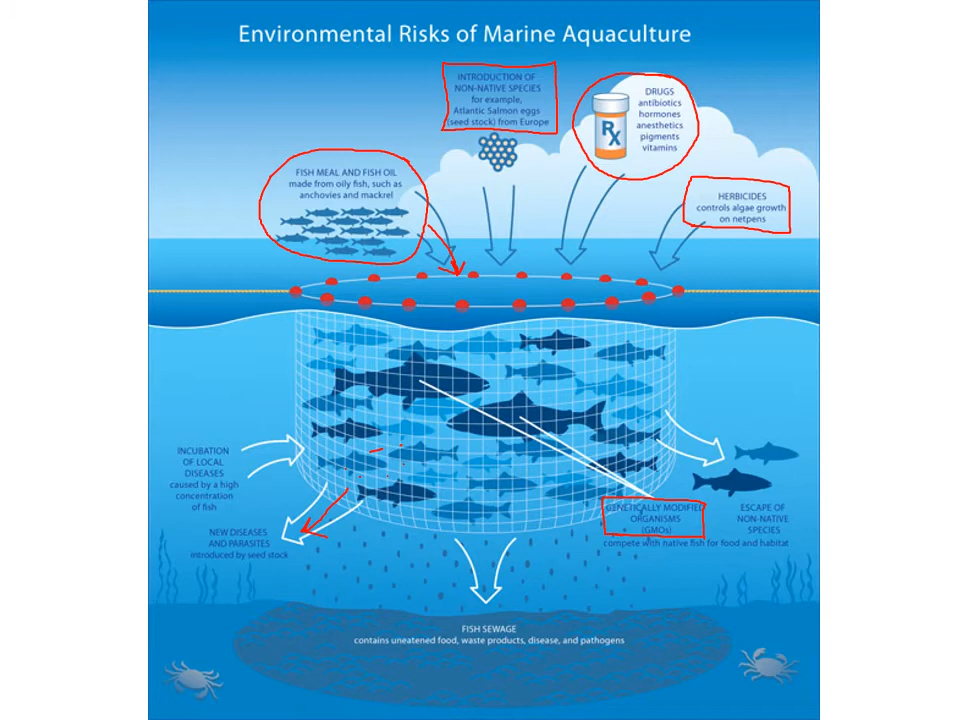 Environmental Risks of Marine Aquaculture
INTRODUCTION OF
NON-NATIVE SPECIES
for example,
Atlantic Salmon eggs
(seed stock) from Europe
DRUGS
antibiotics
hormones
anesthetics
pigments
vitamins
RX
FISH MEAL AND FISH OIL
made from oily fish, such as
anchovies and mackrel
HERBICIDES
controls algae growth
on netpens
INCUBATION
OF LOCAL
DISEASES
caused by a high
concentration
of fish
NEW DISEASES
AND PARASITES
introduced by seed stock
GENETICALLY MODIFIED
ORGANISMS
(GMOs)
compete with native fish for food and habitat
ESCAPE OF
NON-NATIVE
SPECIES
FISH SEWAGE
contains uneatened food, waste products, disease, and pathogens